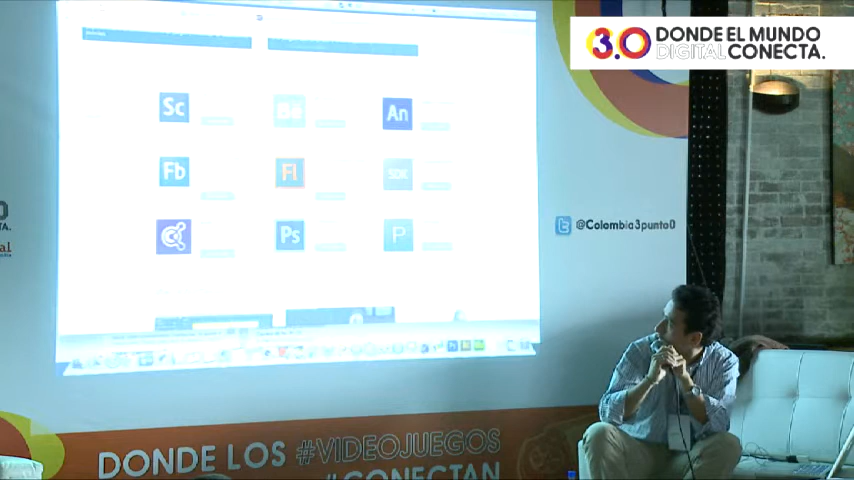 3.0 DONDE EL MUNDO
DIGITAL CONECTA.
Sc
Be
An
Fb
Fl
SDK
Ps
P
@Colombia3punto0
DONDE LOS #VIDEOJUEGOS
#CONECTAN